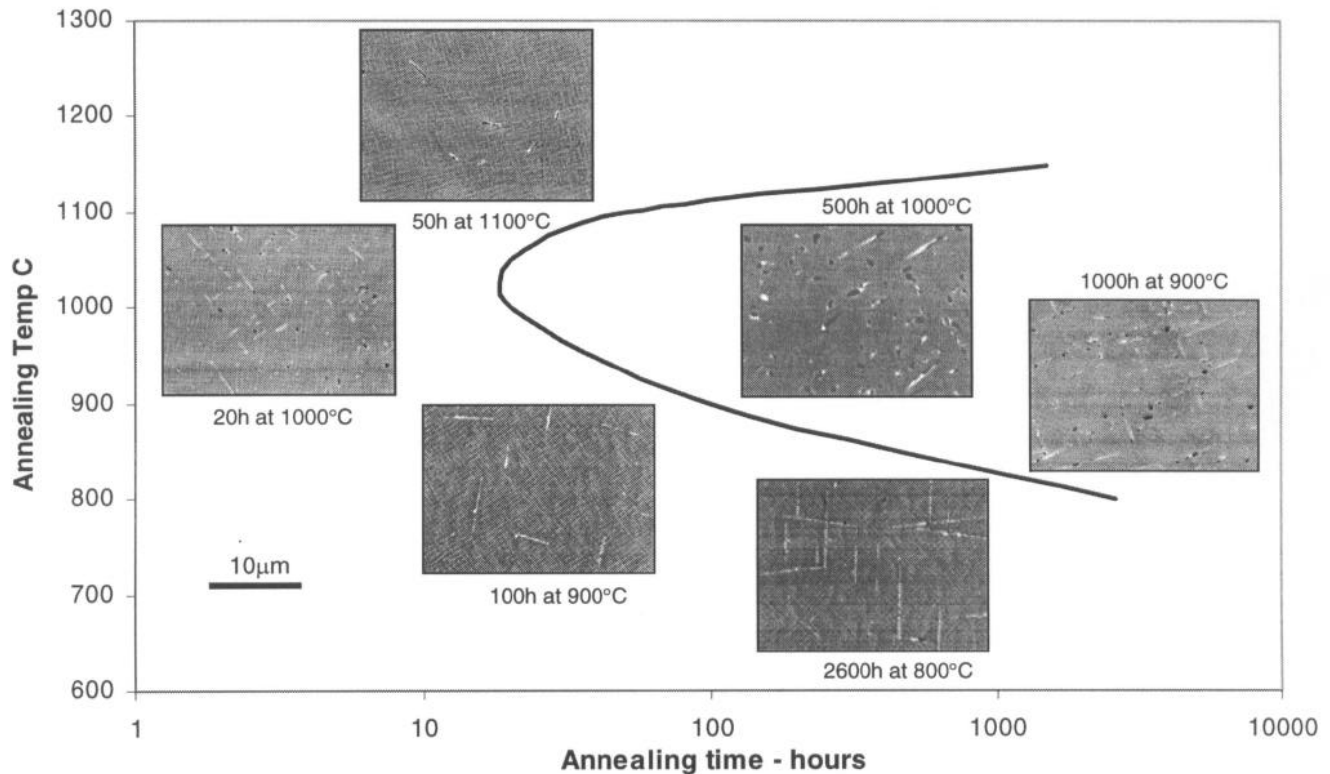 1300
1200
1100
1000
900
800
700
600
Annealing Temp C
50h at 1100°C
500h at 1000°C
1000h at 900°C
20h at 1000°C
100h at 900°C
10μm
2600h at 800°C
1
10
100
1000
10000
Annealing time - hours